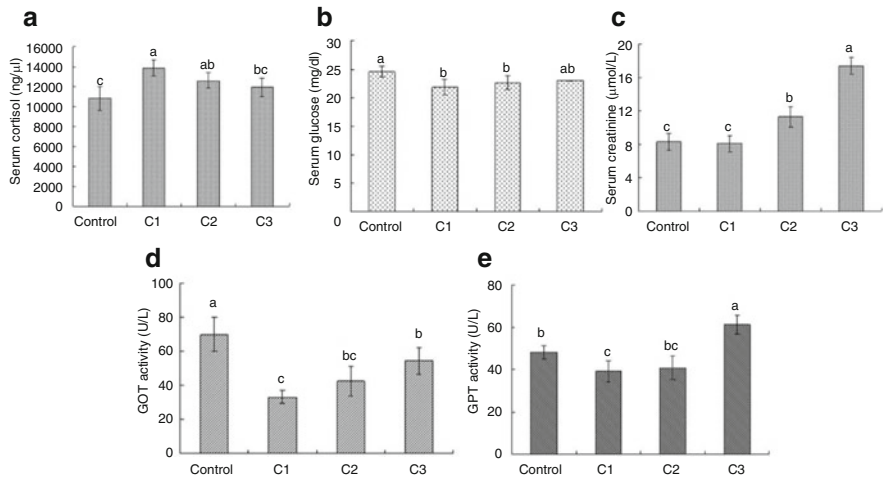 a
Serum cortisol (ng/µl)
16000
14000
12000
10000
8000
6000
4000
2000
0
c
a
ab
bc
Control C1 C2 C3
b
Serum glucose (mg/dl)
30
25
20
15
10
5
0
a
b
b
ab
Control C1 C2 C3
c
Serum creatinine (µmol/L)
20
16
12
8
4
0
c
c
b
a
Control C1 C2 C3
d
GOT activity (U/L)
100
80
60
40
20
0
a
c
bc
b
Control C1 C2 C3
e
GPT activity (U/L)
80
60
40
20
0
b
c
bc
a
Control C1 C2 C3